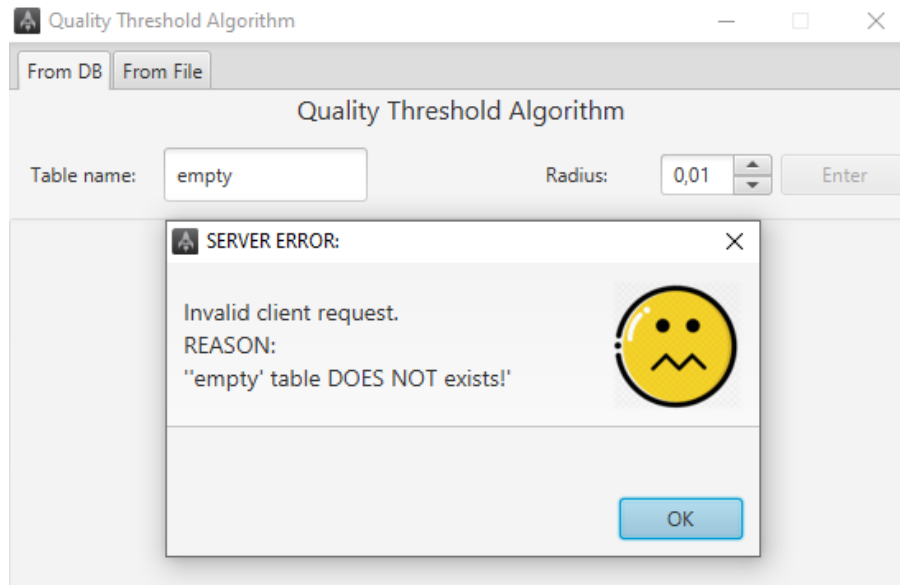 Quality Threshold Algorithm
From DB From File
Quality Threshold Algorithm
Table name: empty Radius: 0,01 Enter
SERVER ERROR:
Invalid client request.
REASON:
''empty' table DOES NOT exists!'
OK